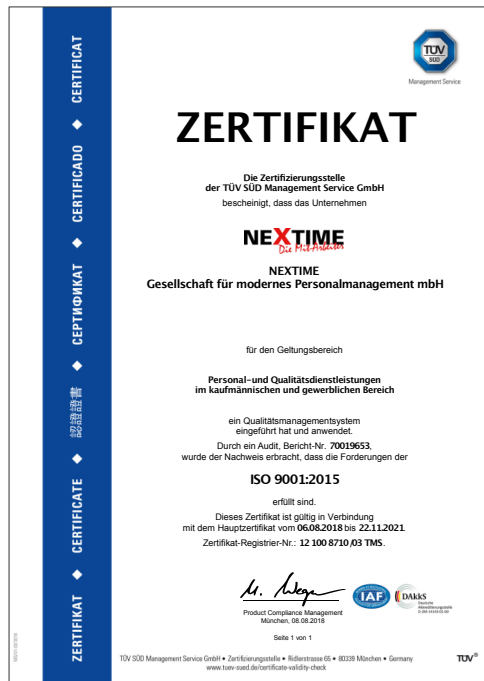 TÜV
SÜD
Management Service
ZERTIFIKAT ◆ CERTIFICATE ◆ 認證證書 ◆ СЕРТИФИКАТ ◆ CERTIFICADO ◆ CERTIFICAT
ZERTIFIKAT
Die Zertifizierungsstelle
der TÜV SÜD Management Service GmbH
bescheinigt, dass das Unternehmen
NEXTIME
Die Mit-Arbeiter
NEXTIME
Gesellschaft für modernes Personalmanagement mbH
für den Geltungsbereich
Personal-und Qualitätsdienstleistungen
im kaufmännischen und gewerblichen Bereich
ein Qualitätsmanagementsystem
eingeführt hat und anwendet.
Durch ein Audit, Bericht-Nr. 70019653,
wurde der Nachweis erbracht, dass die Forderungen der
ISO 9001:2015
erfüllt sind.
Dieses Zertifikat ist gültig in Verbindung
mit dem Hauptzertifikat vom 06.08.2018 bis 22.11.2021.
Zertifikat-Registrier-Nr.: 12 100 8710 /03 TMS.
Product Compliance Management
München, 08.08.2018
IAF
DAkkS
Deutsche
Akkreditierungsstelle
Seite 1 von 1
TÜV SÜD Management Service GmbH • Zertifizierungsstelle • Ridlerstrasse 65 • 80339 München • Germany
www.tuev-sued.de/certificate-validity-check
TÜV®